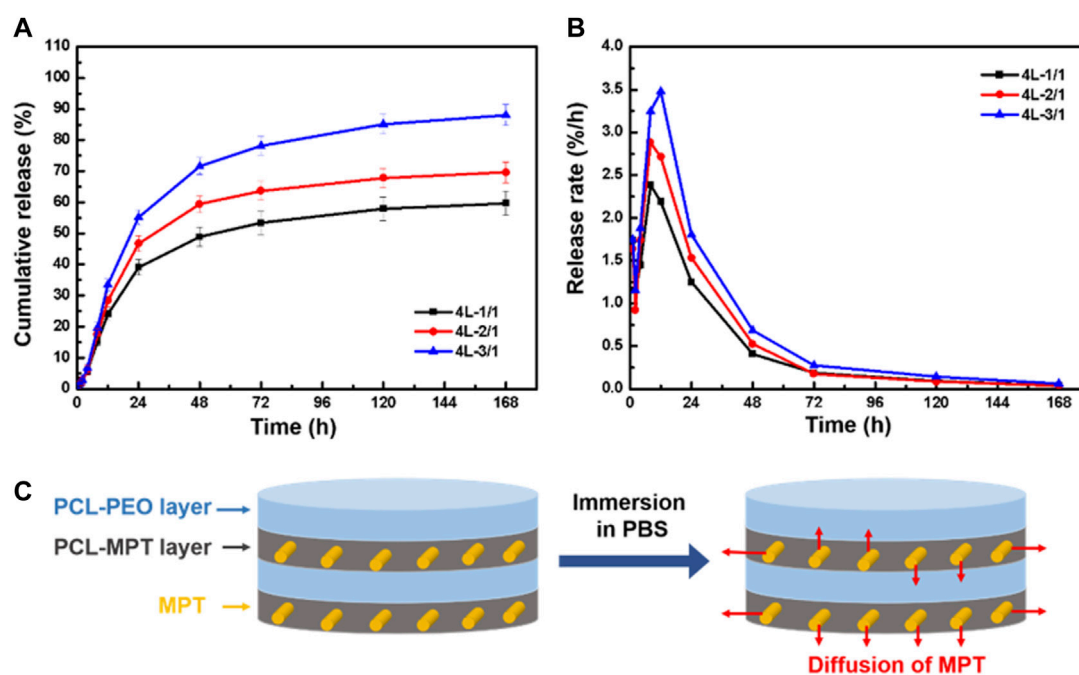 A
110
100
90
80
70
60
50
40
30
20
10
0
Cumulative release (%)
4L-1/1
4L-2/1
4L-3/1
0 24 48 72 96 120 144 168
Time (h)
B
4.0
3.5
3.0
2.5
2.0
1.5
1.0
0.5
0.0
Release rate (%/h)
4L-1/1
4L-2/1
4L-3/1
0 24 48 72 96 120 144 168
Time (h)
C
PCL-PEO layer
PCL-MPT layer
MPT
Immersion
in PBS
Diffusion of MPT